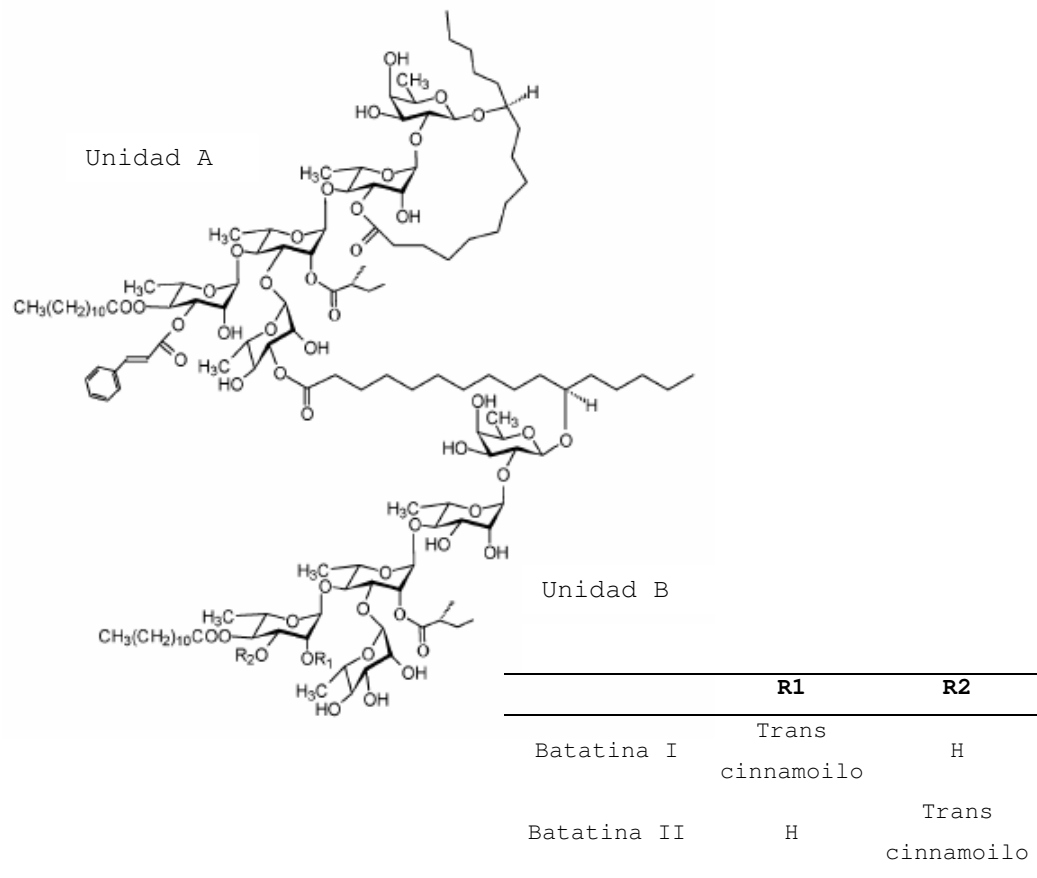 OH
CH₃
O
HO
O
H
O
Unidad A
H₃C
O
O
O
OH
O
O
H₃C
O
O
O
O
O
H₃C
O
CH₃(CH₂)₁₀COO
O
OH
O
O
OH
H₃C
HO
O
O
H
OH
CH₃
O
HO
O
O
H₃C
O
O
HO
OH
H₃C
O
O
Unidad B
O
O
O
H₃C
O
CH₃(CH₂)₁₀COO
R₂O
OR₁
O
OH
H₃C
HO
OH
R1 R2
Batatina I Trans cinnamoilo H
Batatina II H Trans cinnamoilo